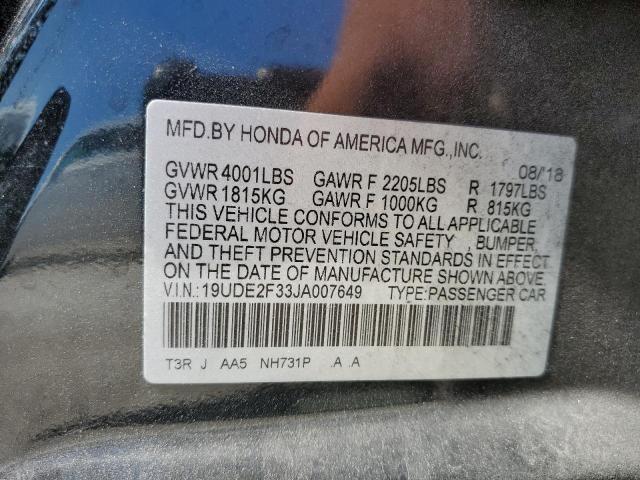 MFD.BY HONDA OF AMERICA MFG.,INC.
08/18
GVWR 4001LBS GAWR F 2205LBS R 1797LBS
GVWR 1815KG GAWR F 1000KG R 815KG
THIS VEHICLE CONFORMS TO ALL APPLICABLE
FEDERAL MOTOR VEHICLE SAFETY, BUMPER,
AND THEFT PREVENTION STANDARDS IN EFFECT
ON THE DATE OF MANUFACTURE SHOWN ABOVE.
V.I.N.: 19UDE2F33JA007649 TYPE:PASSENGER CAR
T3R J AA5 NH731P .A .A